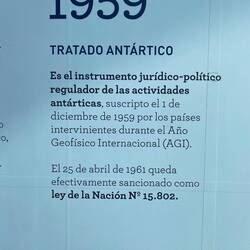 1959
TRATADO ANTÁRTICO
Es el instrumento jurídico-político
regulador de las actividades
antárticas, suscripto el 1 de
diciembre de 1959 por los países
intervinientes durante el Año
Geofísico Internacional (AGI).
El 25 de abril de 1961 queda
efectivamente sancionado como
ley de la Nación Nº 15.802.